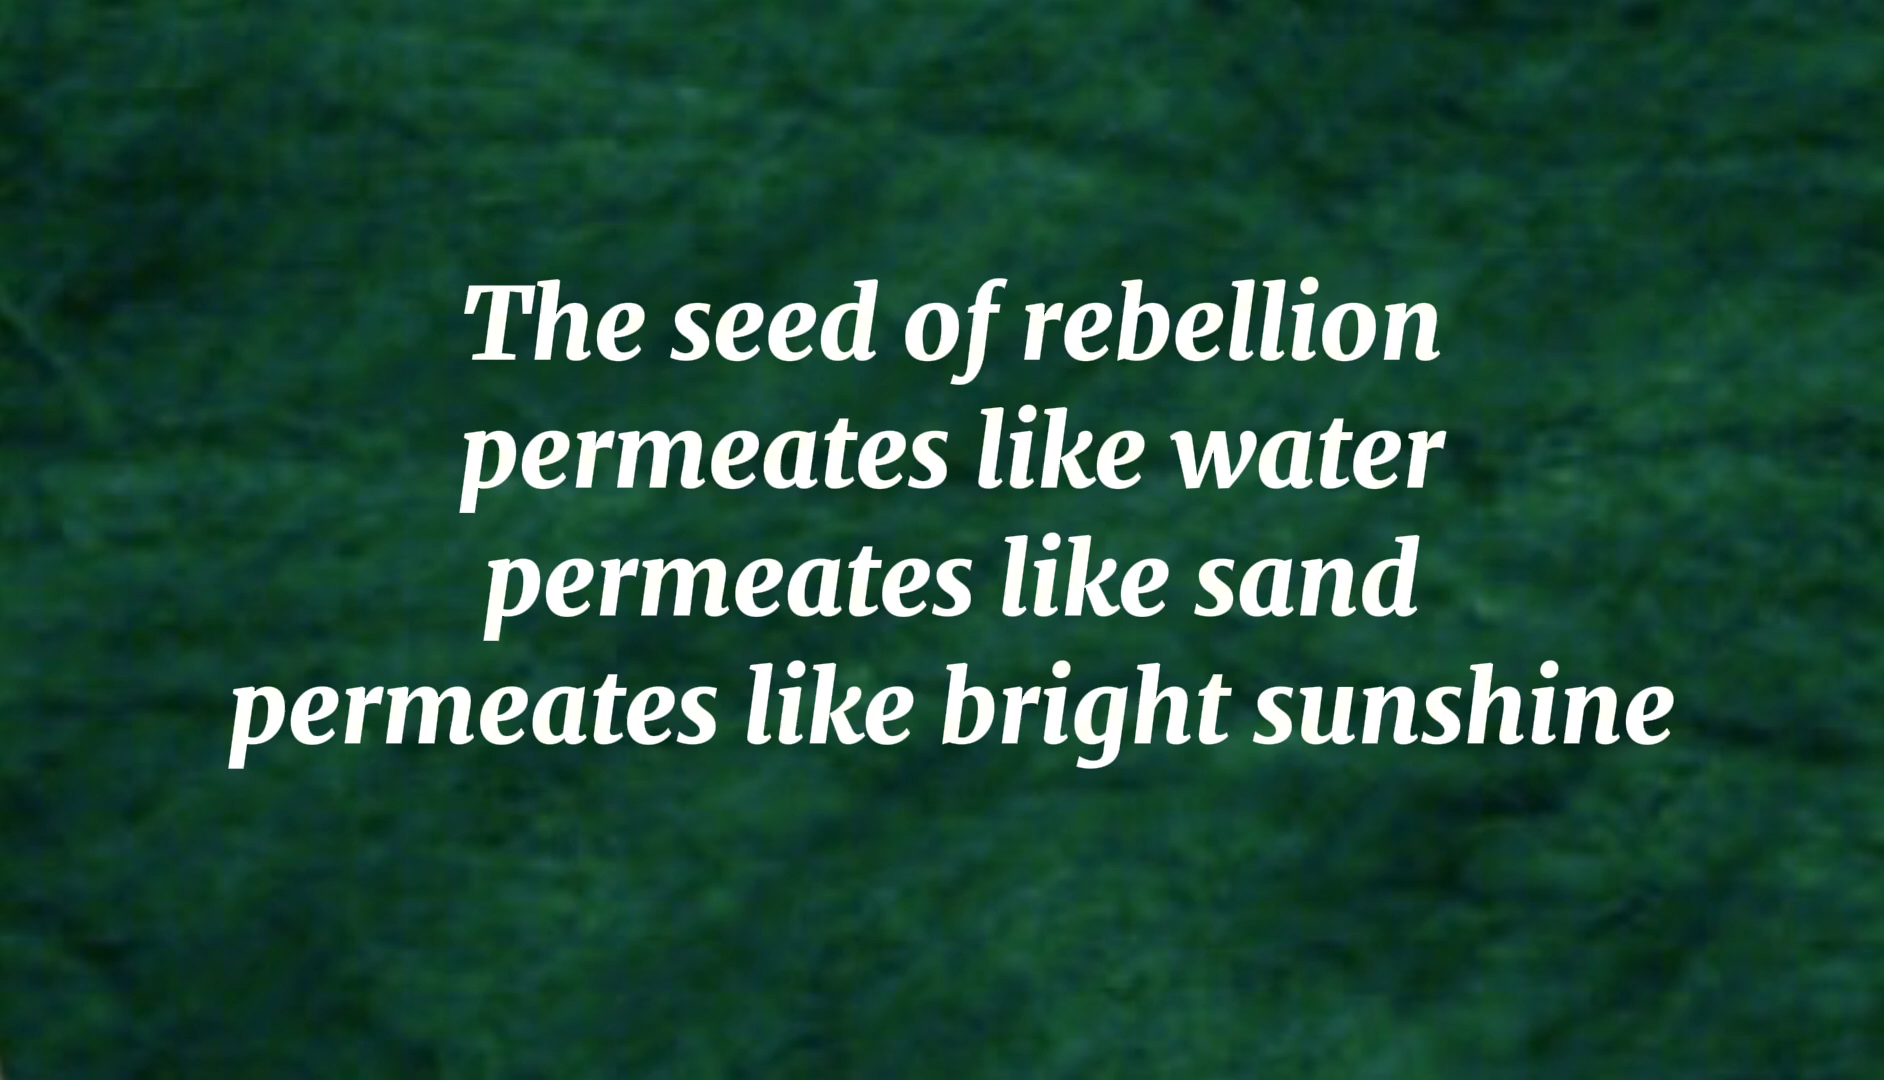 The seed of rebellion
permeates like water
permeates like sand
permeates like bright sunshine